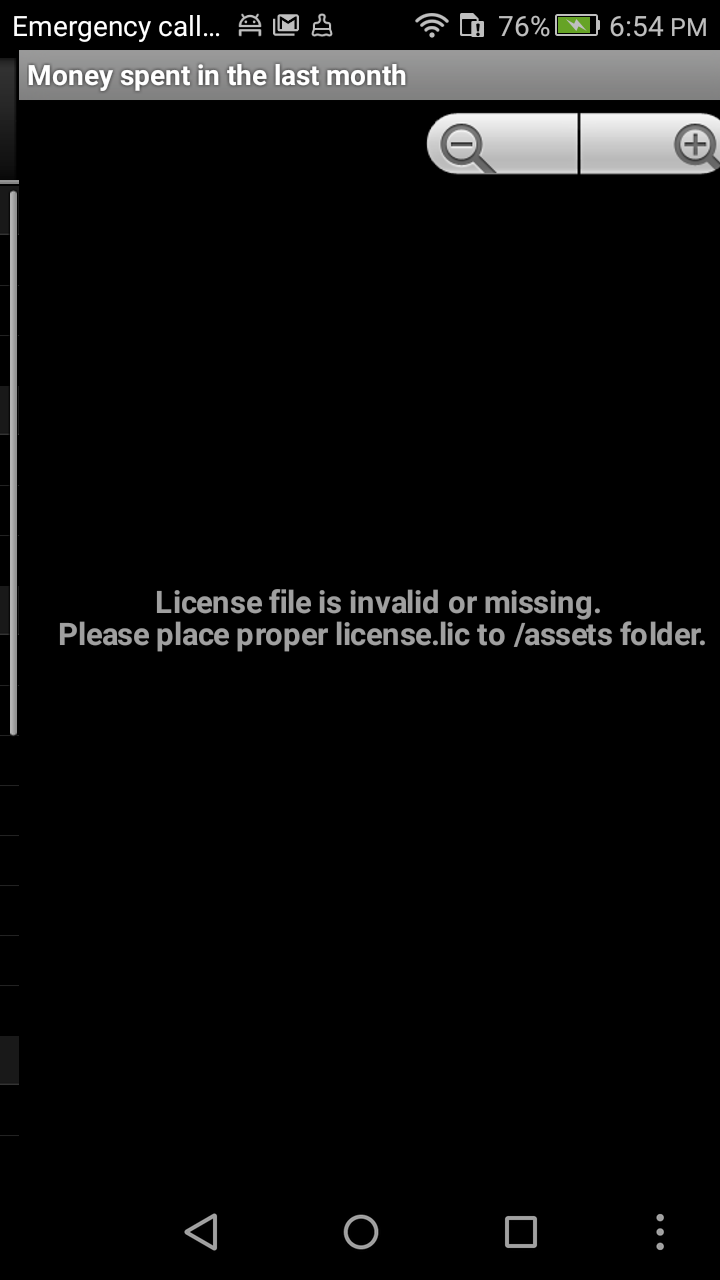 Emergency call… 76% 6:54 PM
Money spent in the last month
License file is invalid or missing.
Please place proper license.lic to /assets folder.